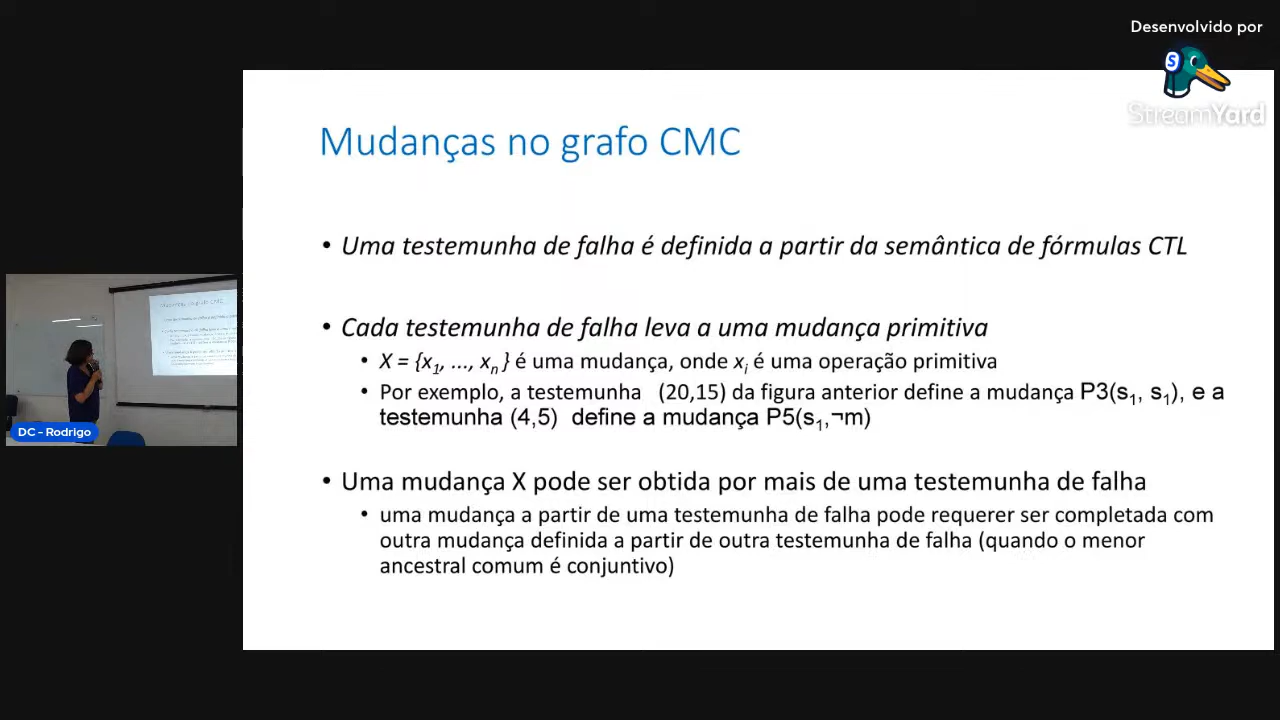 Desenvolvido por
StreamYard
Mudanças no grafo CMC
• Uma testemunha de falha é definida a partir da semântica de fórmulas CTL
• Cada testemunha de falha leva a uma mudança primitiva
• X = {x1, ..., xn} é uma mudança, onde xi é uma operação primitiva
• Por exemplo, a testemunha (20,15) da figura anterior define a mudança P3(s1, s1), e a
testemunha (4,5) define a mudança P5(s1,¬m)
• Uma mudança X pode ser obtida por mais de uma testemunha de falha
• uma mudança a partir de uma testemunha de falha pode requerer ser completada com
outra mudança definida a partir de outra testemunha de falha (quando o menor
ancestral comum é conjuntivo)
DC - Rodrigo